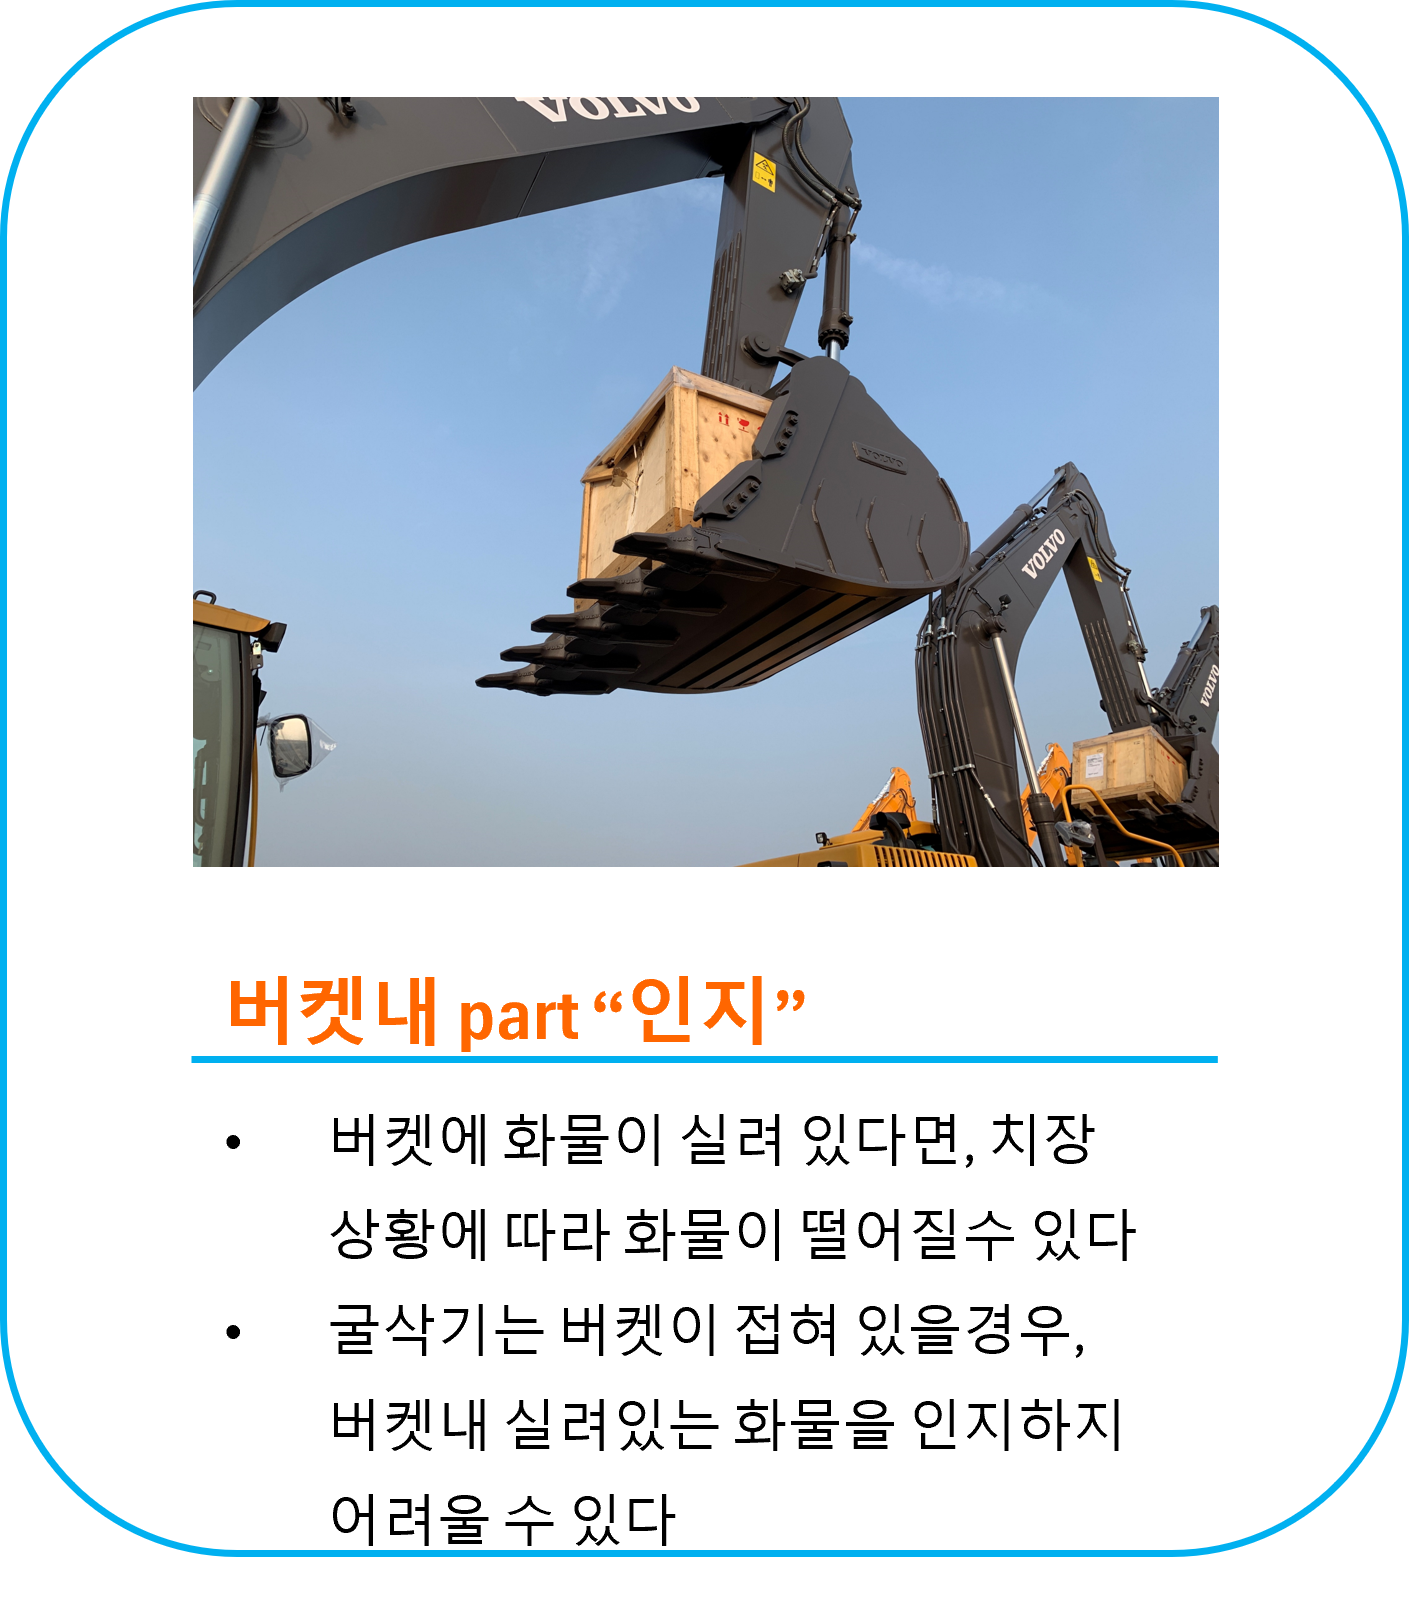 VOLVO
VOLVO
VOLVO
VOLVO
버켓내 part “인지”
• 버켓에 화물이 실려 있다면, 치장
상황에 따라 화물이 떨어질수 있다
• 굴삭기는 버켓이 접혀 있을경우,
버켓내 실려있는 화물을 인지하지
어려울 수 있다